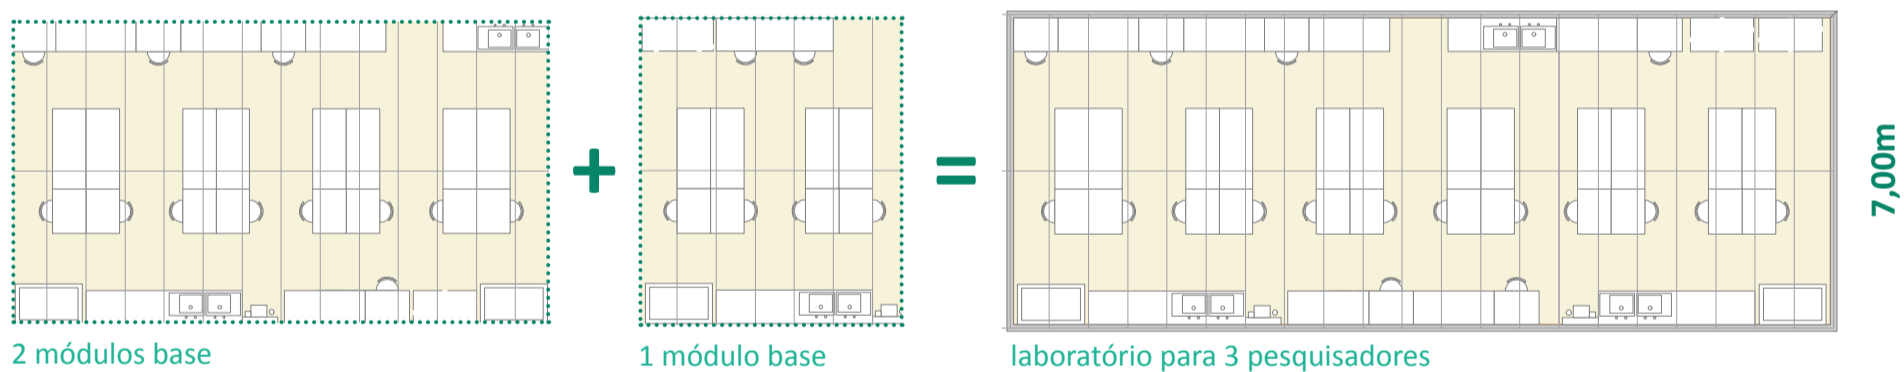 +
=
7,00m
2 módulos base
1 módulo base
laboratório para 3 pesquisadores